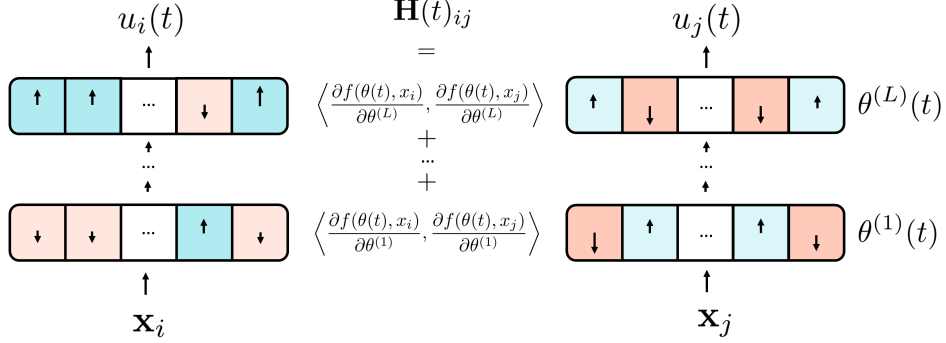 u_i(t) H(t)_{ij} u_j(t)
=
... ⟨∂f(θ(t), x_i)/∂θ^{(L)}, ∂f(θ(t), x_j)/∂θ^{(L)}⟩ ... θ^{(L)}(t)
+
... ... ...
+
... ⟨∂f(θ(t), x_i)/∂θ^{(1)}, ∂f(θ(t), x_j)/∂θ^{(1)}⟩ ... θ^{(1)}(t)
x_i x_j